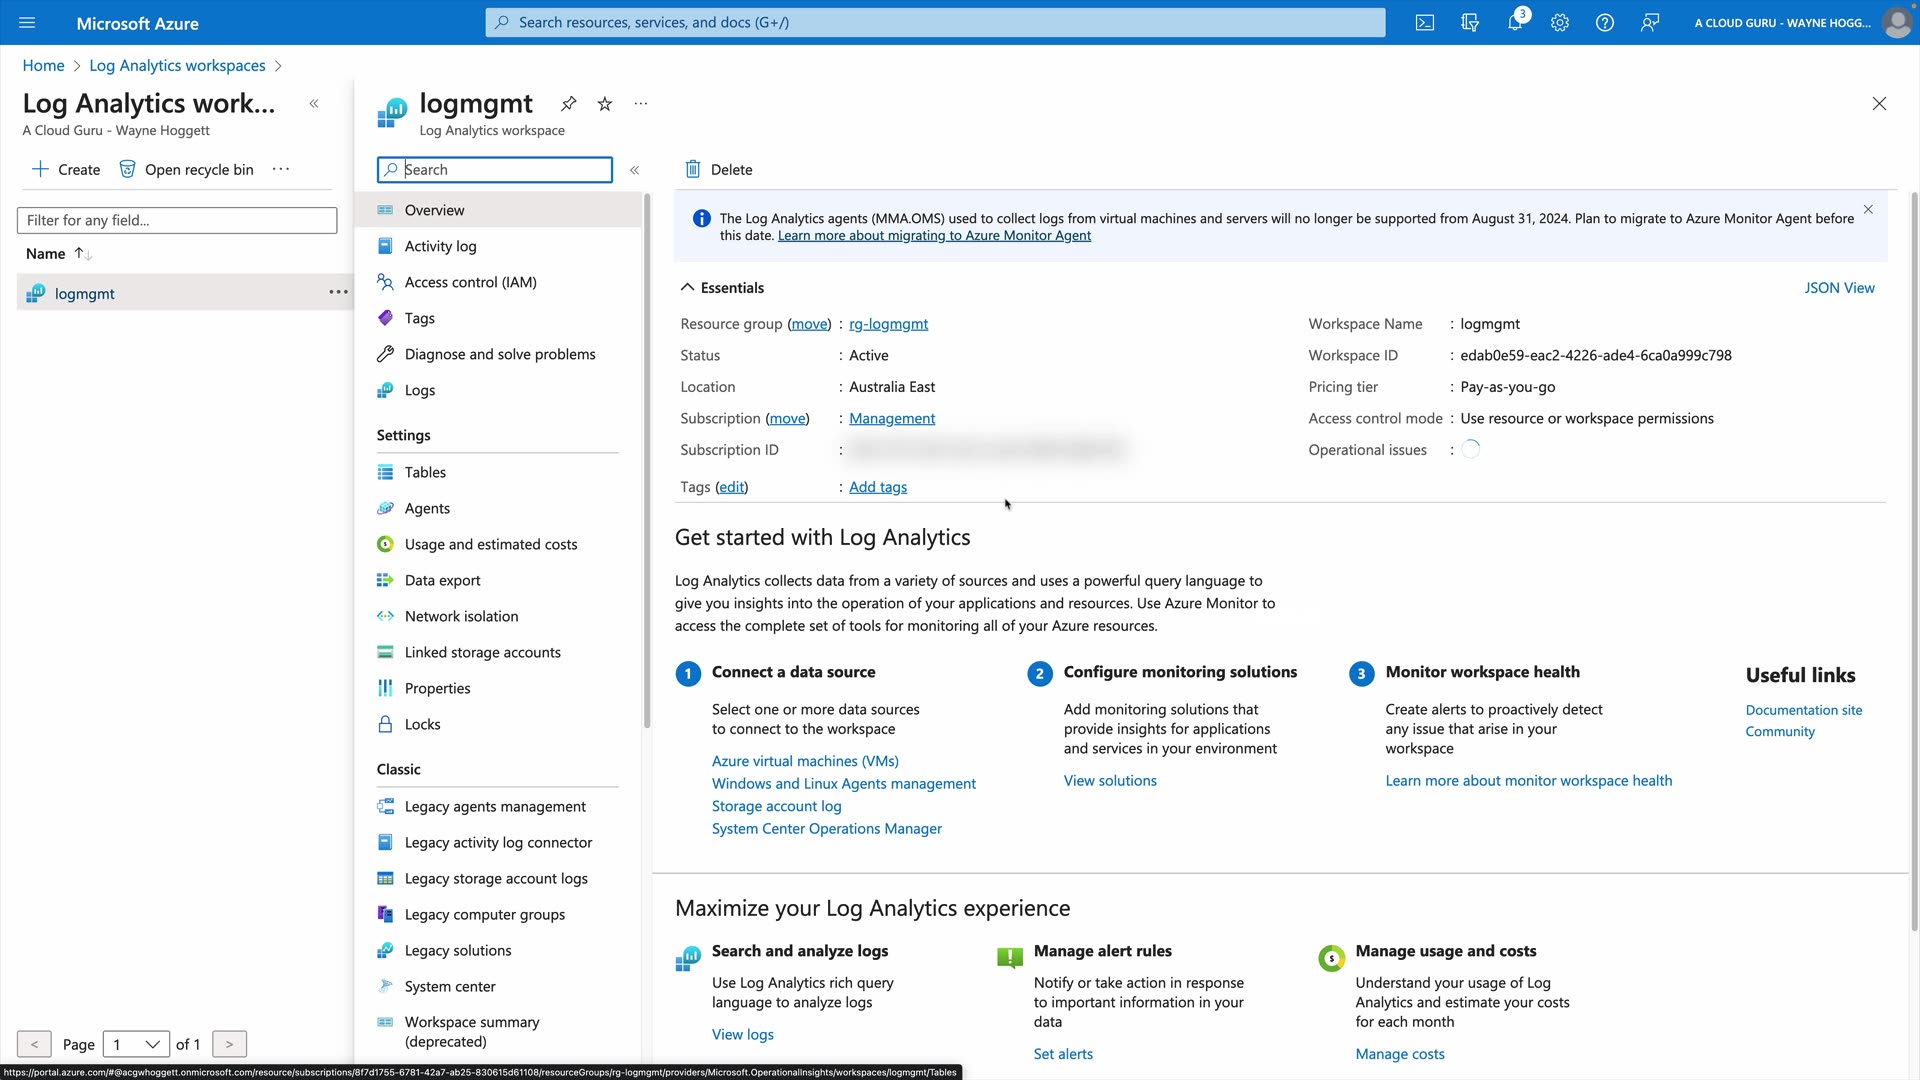 Microsoft Azure
Search resources, services, and docs (G+/)
3
A CLOUD GURU - WAYNE HOGG...
Home > Log Analytics workspaces >
Log Analytics work...
A Cloud Guru - Wayne Hoggett
Create
Open recycle bin
Filter for any field...
Name
logmgmt
Page 1 of 1
logmgmt
Log Analytics workspace
Search
Overview
Activity log
Access control (IAM)
Tags
Diagnose and solve problems
Logs
Settings
Tables
Agents
Usage and estimated costs
Data export
Network isolation
Linked storage accounts
Properties
Locks
Classic
Legacy agents management
Legacy activity log connector
Legacy storage account logs
Legacy computer groups
Legacy solutions
System center
Workspace summary
(deprecated)
Delete
The Log Analytics agents (MMA.OMS) used to collect logs from virtual machines and servers will no longer be supported from August 31, 2024. Plan to migrate to Azure Monitor Agent before
this date. Learn more about migrating to Azure Monitor Agent
Essentials
JSON View
Resource group (move) : rg-logmgmt
Status : Active
Location : Australia East
Subscription (move) : Management
Subscription ID :
Tags (edit) : Add tags
Workspace Name : logmgmt
Workspace ID : edab0e59-eac2-4226-ade4-6ca0a999c798
Pricing tier : Pay-as-you-go
Access control mode : Use resource or workspace permissions
Operational issues :
Get started with Log Analytics
Log Analytics collects data from a variety of sources and uses a powerful query language to
give you insights into the operation of your applications and resources. Use Azure Monitor to
access the complete set of tools for monitoring all of your Azure resources.
1 Connect a data source
Select one or more data sources
to connect to the workspace
Azure virtual machines (VMs)
Windows and Linux Agents management
Storage account log
System Center Operations Manager
2 Configure monitoring solutions
Add monitoring solutions that
provide insights for applications
and services in your environment
View solutions
3 Monitor workspace health
Create alerts to proactively detect
any issue that arise in your
workspace
Learn more about monitor workspace health
Useful links
Documentation site
Community
Maximize your Log Analytics experience
Search and analyze logs
Use Log Analytics rich query
language to analyze logs
View logs
Manage alert rules
Notify or take action in response
to important information in your
data
Set alerts
Manage usage and costs
Understand your usage of Log
Analytics and estimate your costs
for each month
Manage costs
https://portal.azure.com/#@acgwhoggett.onmicrosoft.com/resource/subscriptions/8f7d1755-6781-42a7-ab25-830615d61108/resourceGroups/rg-logmgmt/providers/Microsoft.OperationalInsights/workspaces/logmgmt/Tables